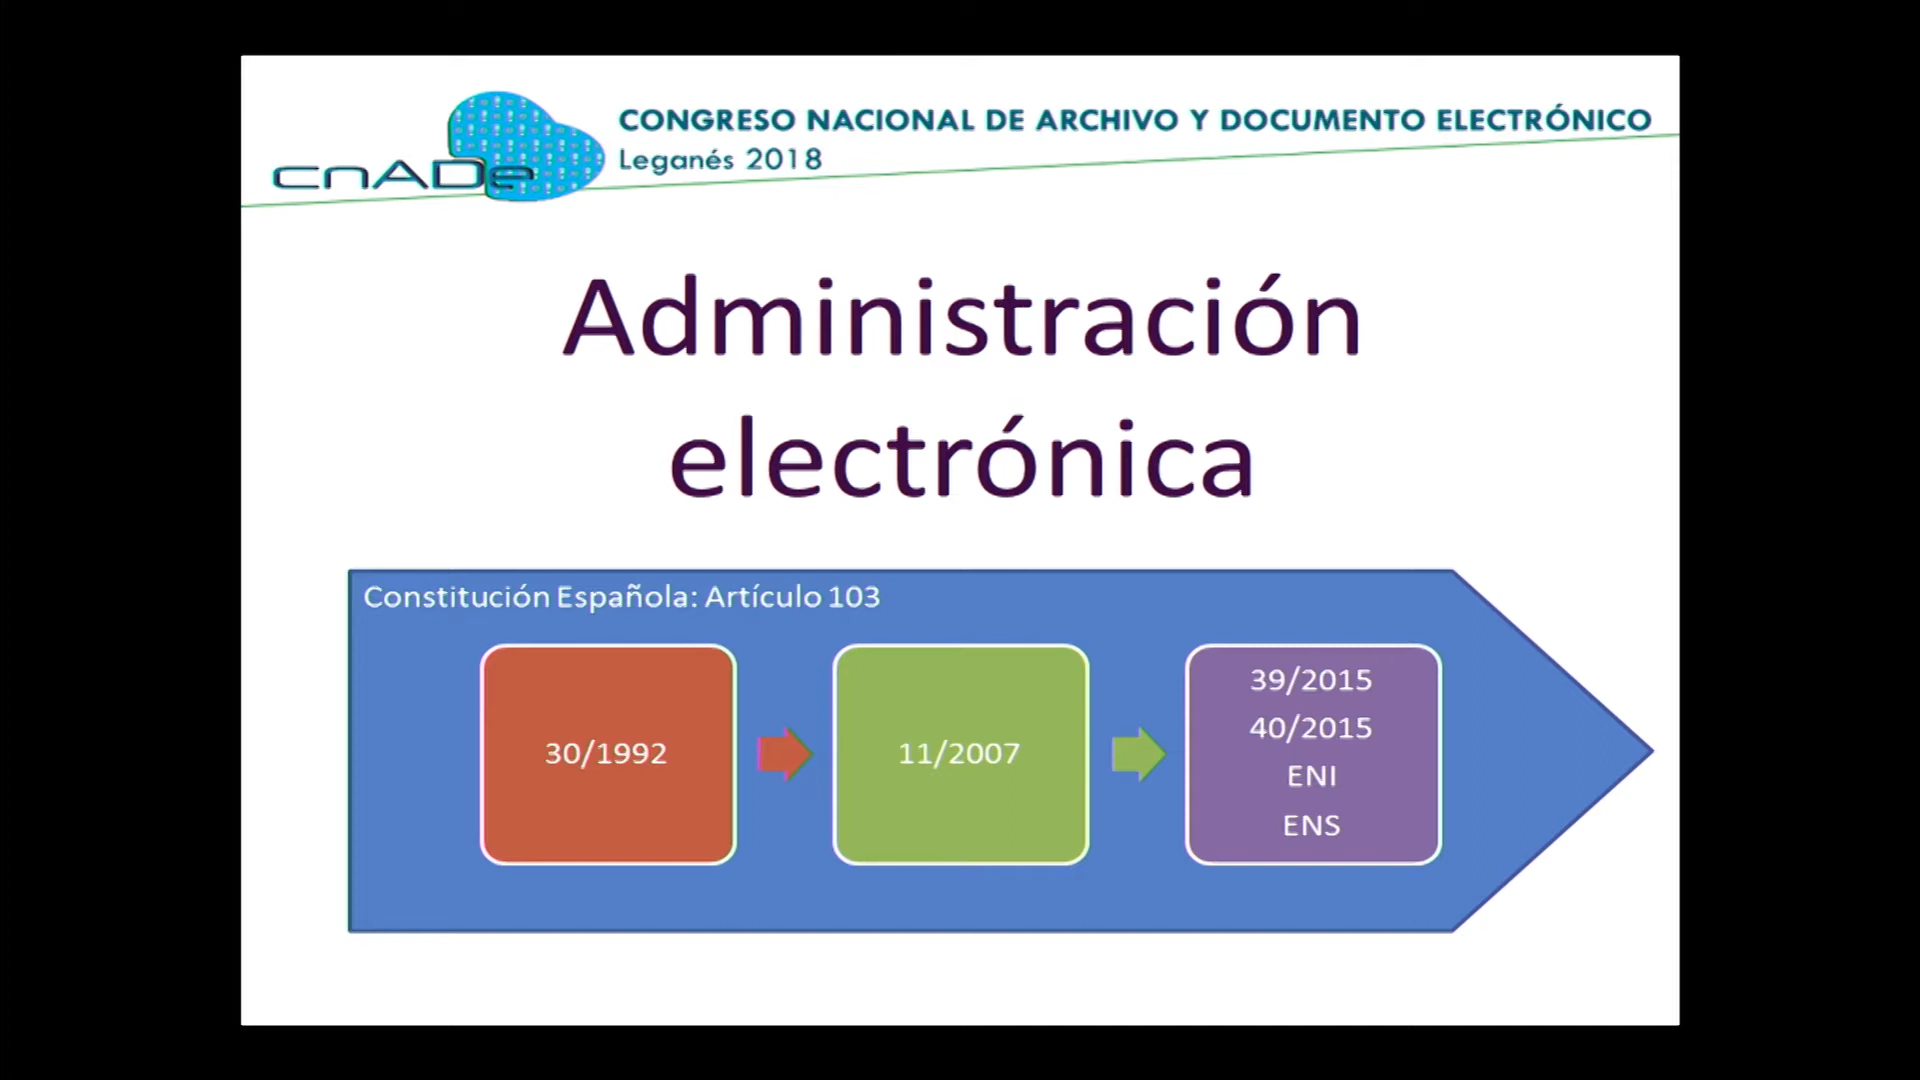 cnADe
CONGRESO NACIONAL DE ARCHIVO Y DOCUMENTO ELECTRÓNICO
Leganés 2018
Administración
electrónica
Constitución Española: Artículo 103
30/1992
11/2007
39/2015
40/2015
ENI
ENS